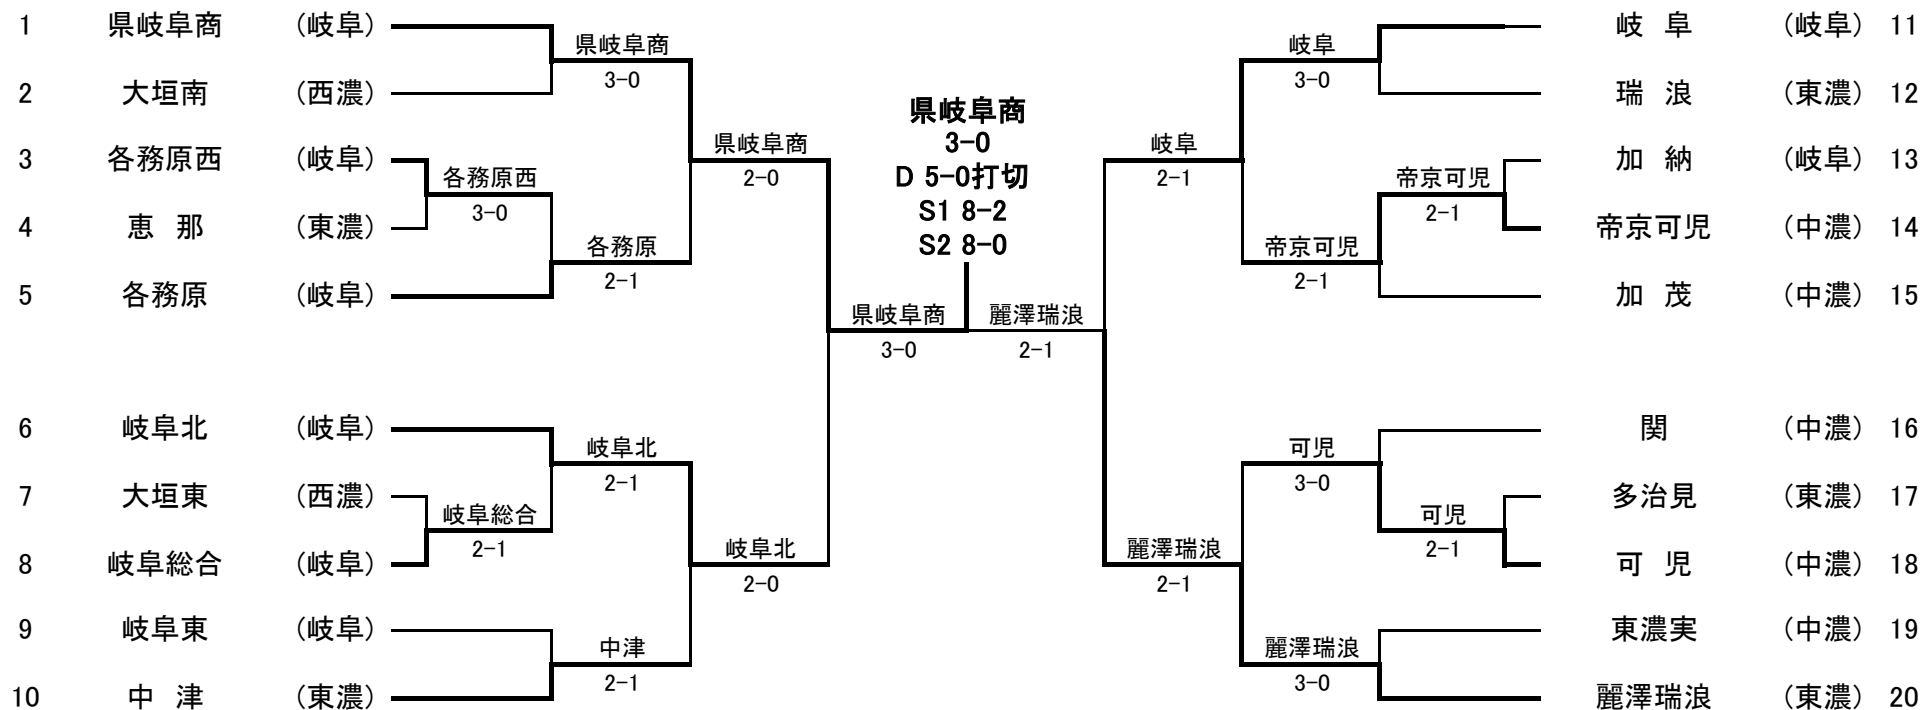 1 県岐阜商 (岐阜)
県岐阜商
3-0
2 大垣南 (西濃)
県岐阜商
2-0
3 各務原西 (岐阜)
各務原西
3-0
4 恵 那 (東濃)
各務原
2-1
5 各務原 (岐阜)
県岐阜商
3-0
6 岐阜北 (岐阜)
岐阜北
2-1
7 大垣東 (西濃)
岐阜総合
2-1
8 岐阜総合 (岐阜)
岐阜北
2-0
9 岐阜東 (岐阜)
中津
2-1
10 中 津 (東濃)
県岐阜商
3-0
D 5-0打切
S1 8-2
S2 8-0
岐 阜 (岐阜) 11
岐阜
3-0
瑞 浪 (東濃) 12
岐阜
2-1
加 納 (岐阜) 13
帝京可児
2-1
帝京可児 (中濃) 14
帝京可児
2-1
加 茂 (中濃) 15
麗澤瑞浪
2-1
関 (中濃) 16
可児
3-0
多治見 (東濃) 17
可児
2-1
可 児 (中濃) 18
麗澤瑞浪
2-1
東濃実 (中濃) 19
麗澤瑞浪
3-0
麗澤瑞浪 (東濃) 20